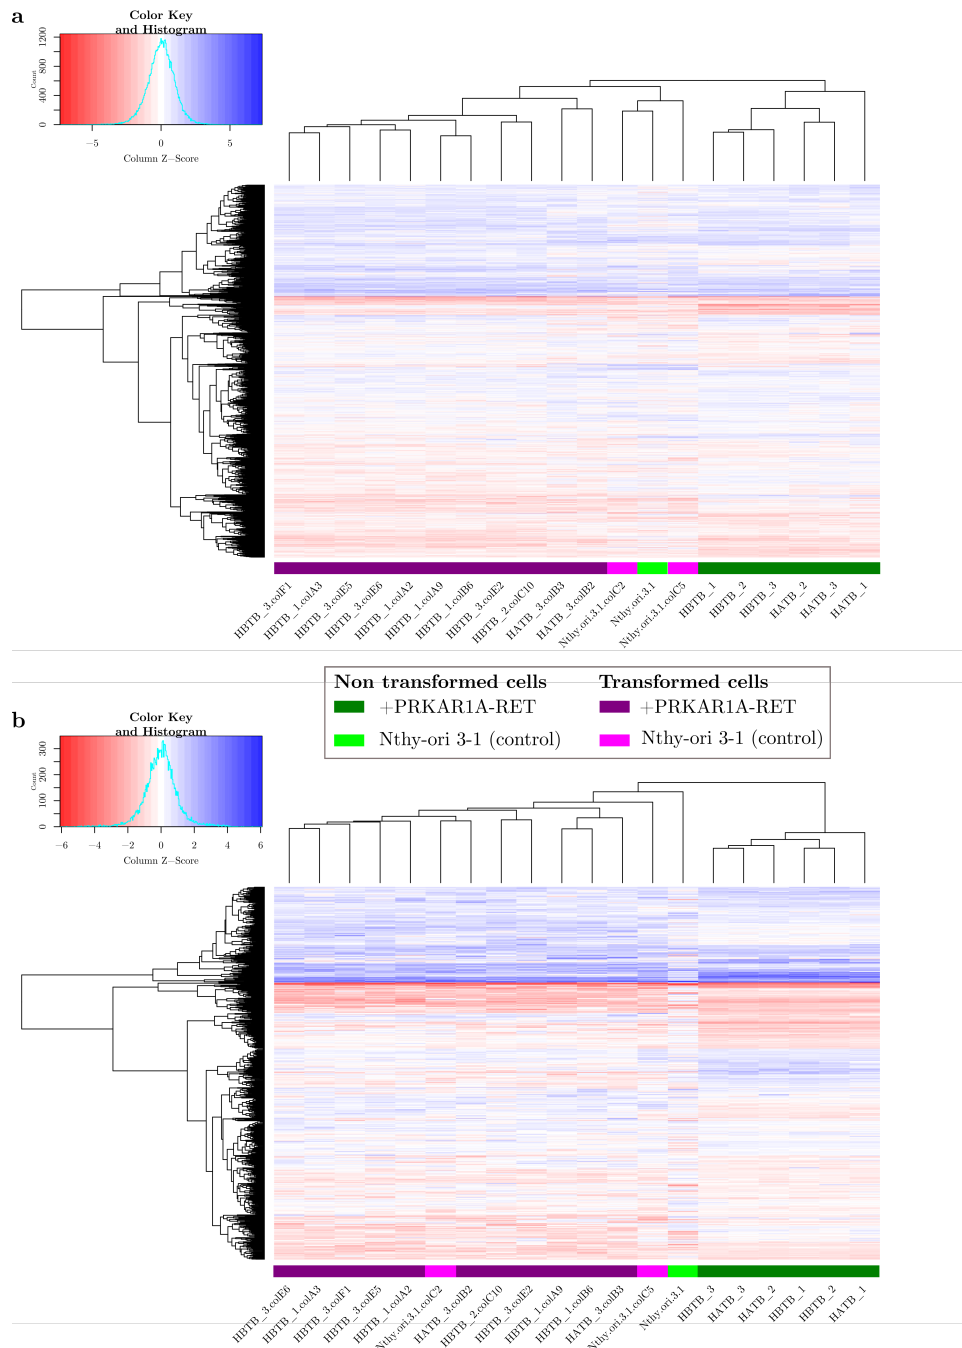 a
Color Key
and Histogram
Count
0 400 800 1200
−5 0 5
Column Z−Score
HBTB_3.colF1
HBTB_1.colA3
HBTB_3.colE5
HBTB_3.colE6
HBTB_1.colA2
HBTB_1.colA9
HBTB_1.colB6
HBTB_3.colE2
HBTB_2.colC10
HATB_3.colB3
HATB_3.colB2
Nthy.ori.3.1.colC2
Nthy.ori.3.1
Nthy.ori.3.1.colC5
HBTB_1
HBTB_2
HBTB_3
HATB_2
HATB_3
HATB_1
Non transformed cells
+PRKAR1A-RET
Nthy-ori 3-1 (control)
Transformed cells
+PRKAR1A-RET
Nthy-ori 3-1 (control)
b
Color Key
and Histogram
Count
0 100 200 300
−6 −4 −2 0 2 4 6
Column Z−Score
HBTB_3.colE6
HBTB_1.colA3
HBTB_3.colF1
HBTB_3.colE5
HBTB_1.colA2
Nthy.ori.3.1.colC2
HATB_3.colB2
HBTB_2.colC10
HBTB_3.colE2
HBTB_1.colA9
HBTB_1.colB6
HATB_3.colB3
Nthy.ori.3.1.colC5
Nthy.ori.3.1
HBTB_3
HATB_3
HATB_2
HBTB_1
HBTB_2
HATB_1